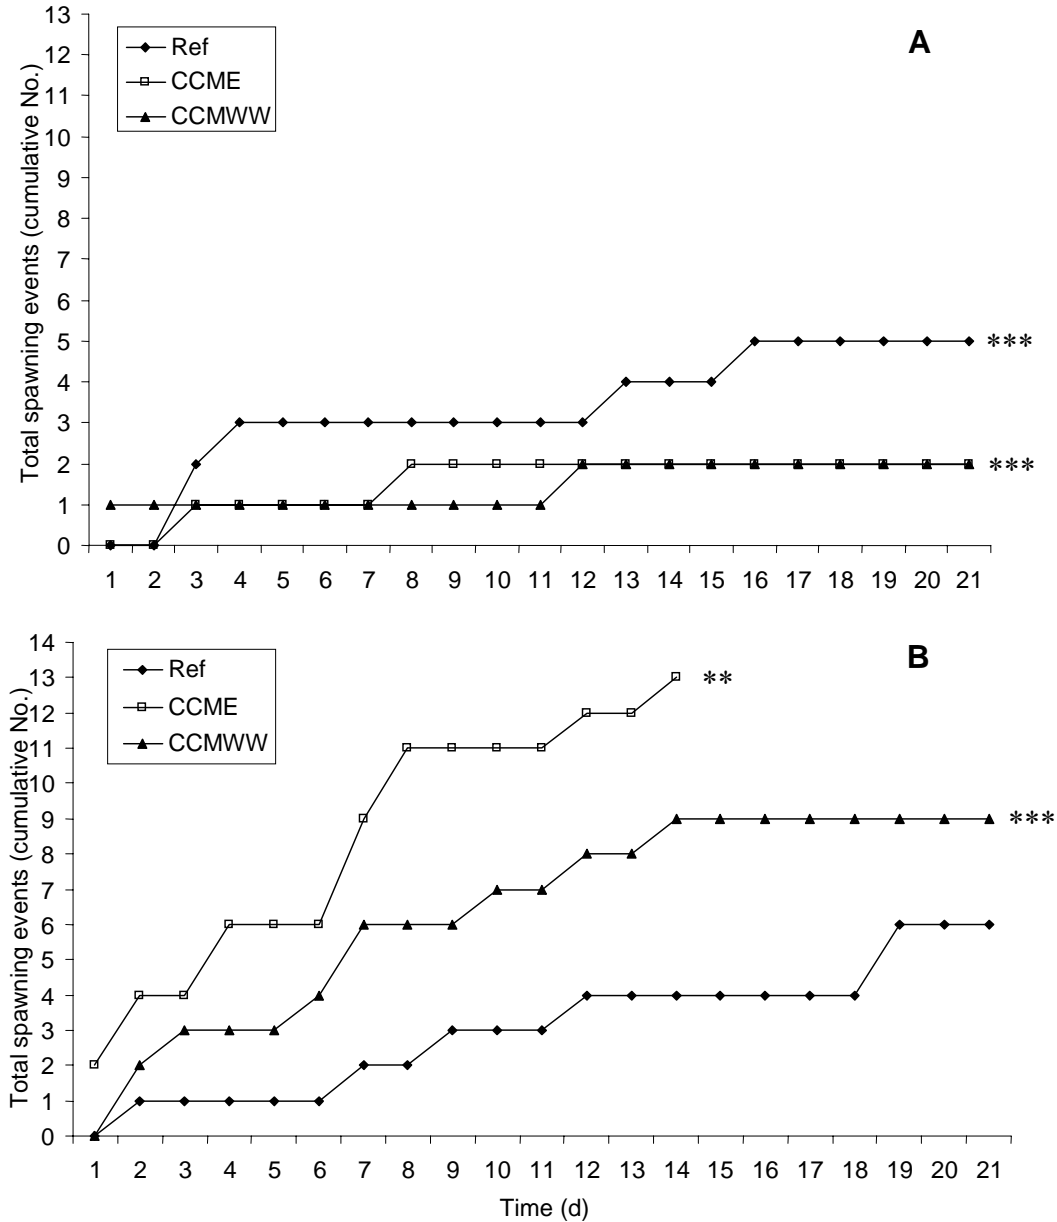 Total spawning events (cumulative No.)
13
12
11
10
9
8
7
6
5
4
3
2
1
0
Ref
CCME
CCMWW
A
***
***
1 2 3 4 5 6 7 8 9 10 11 12 13 14 15 16 17 18 19 20 21
Total spawning events (cumulative No.)
14
13
12
11
10
9
8
7
6
5
4
3
2
1
0
Ref
CCME
CCMWW
B
**
***
1 2 3 4 5 6 7 8 9 10 11 12 13 14 15 16 17 18 19 20 21
Time (d)